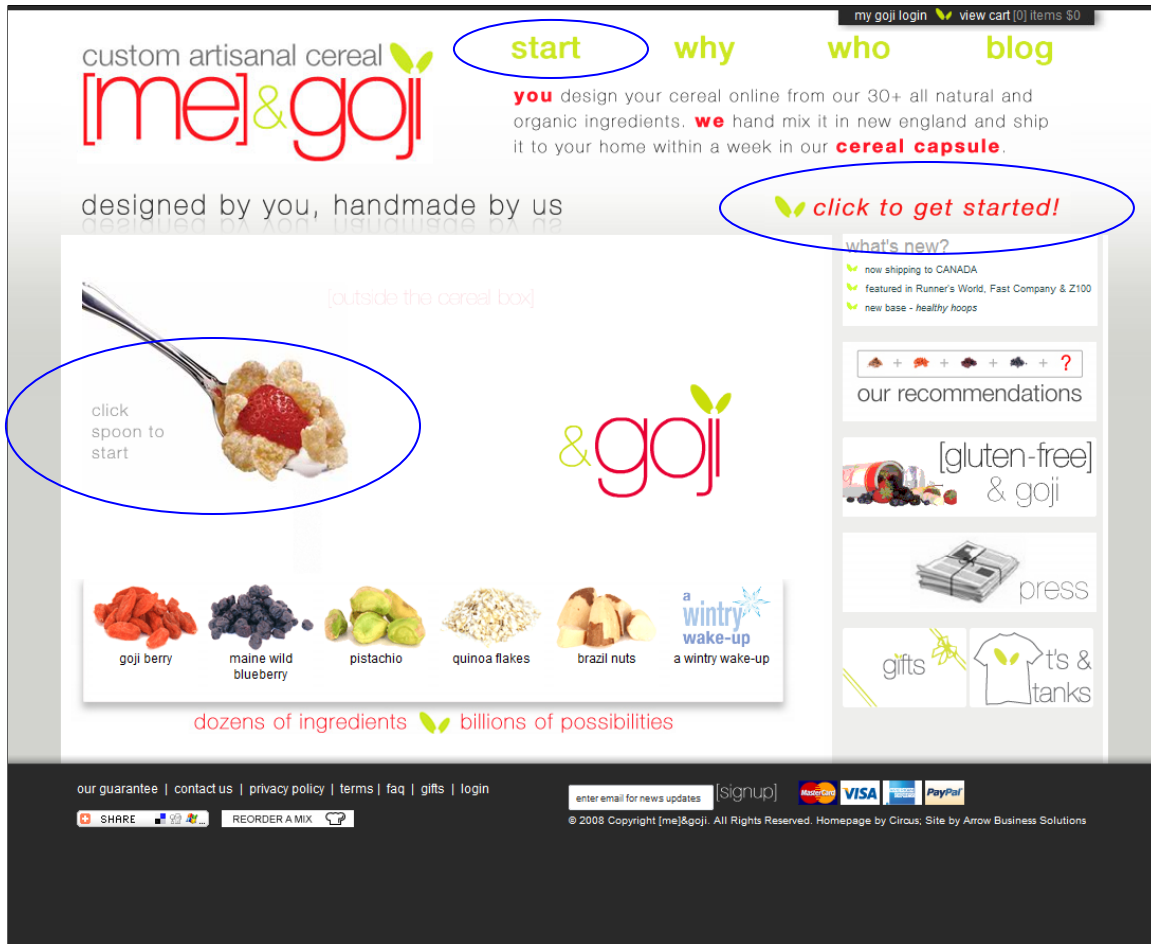 my goji login view cart [0] items $0
custom artisanal cereal
[me]&goji
start why who blog
you design your cereal online from our 30+ all natural and
organic ingredients. we hand mix it in new england and ship
it to your home within a week in our cereal capsule.
designed by you, handmade by us
click to get started!
what's new?
now shipping to CANADA
featured in Runner's World, Fast Company & Z100
new base - healthy hoops
[outside the cereal box]
click
spoon to
start
&goji
+ + + + ?
our recommendations
[gluten-free]
& goji
press
gifts
t's &
tanks
a
wintry
wake-up
goji berry
maine wild
blueberry
pistachio
quinoa flakes
brazil nuts
a wintry wake-up
dozens of ingredients billions of possibilities
our guarantee | contact us | privacy policy | terms | faq | gifts | login
SHARE
REORDER A MIX
enter email for news updates [signup]
MasterCard VISA PayPal
© 2008 Copyright [me]&goji. All Rights Reserved. Homepage by Circus; Site by Arrow Business Solutions